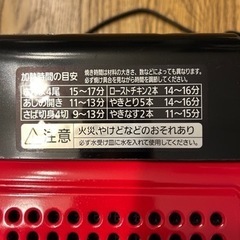 加熱時間の目安
焼き時間は材料の大きさ、数などによっても異なります。
必ず焼け具合を見ながら調節してください。
4尾 15～17分 ローストチキン2本 14～16分
あじの開き 11～13分 やきとり5本 14～16分
さば切身4切 9～13分 やきなす2本 11～15分
注意
火災、やけどなどのおそれあり
必ず水受け皿に水を入れて使用してください。